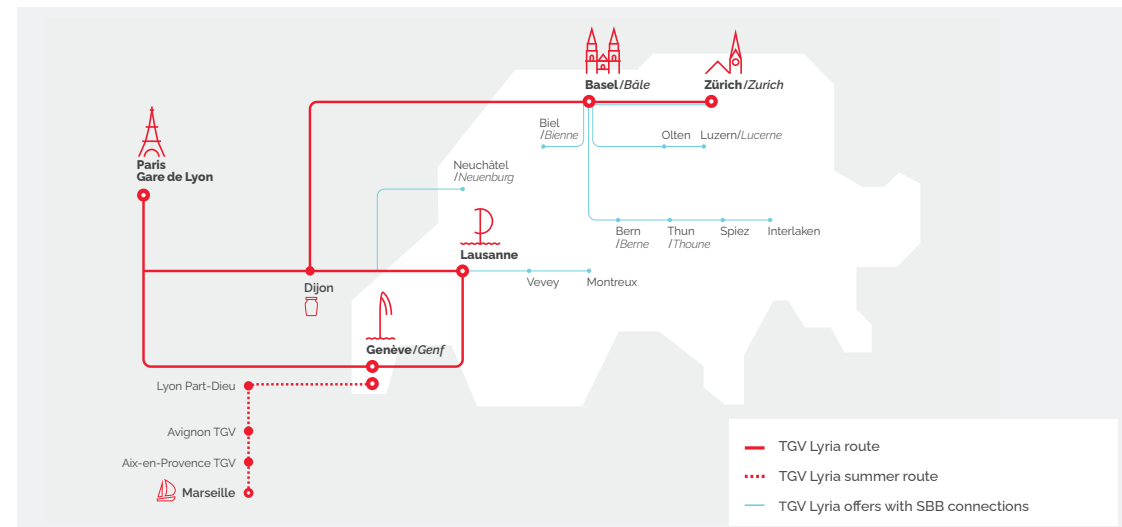 Basel/Bâle
Zürich/Zurich
Biel
/Bienne
Olten
Luzern/Lucerne
Paris
Gare de Lyon
Neuchâtel
/Neuenburg
Bern
/Berne
Thun
/Thoune
Spiez
Interlaken
Lausanne
Dijon
Vevey
Montreux
Genève/Genf
Lyon Part-Dieu
Avignon TGV
Aix-en-Provence TGV
Marseille
TGV Lyria route
TGV Lyria summer route
TGV Lyria offers with SBB connections